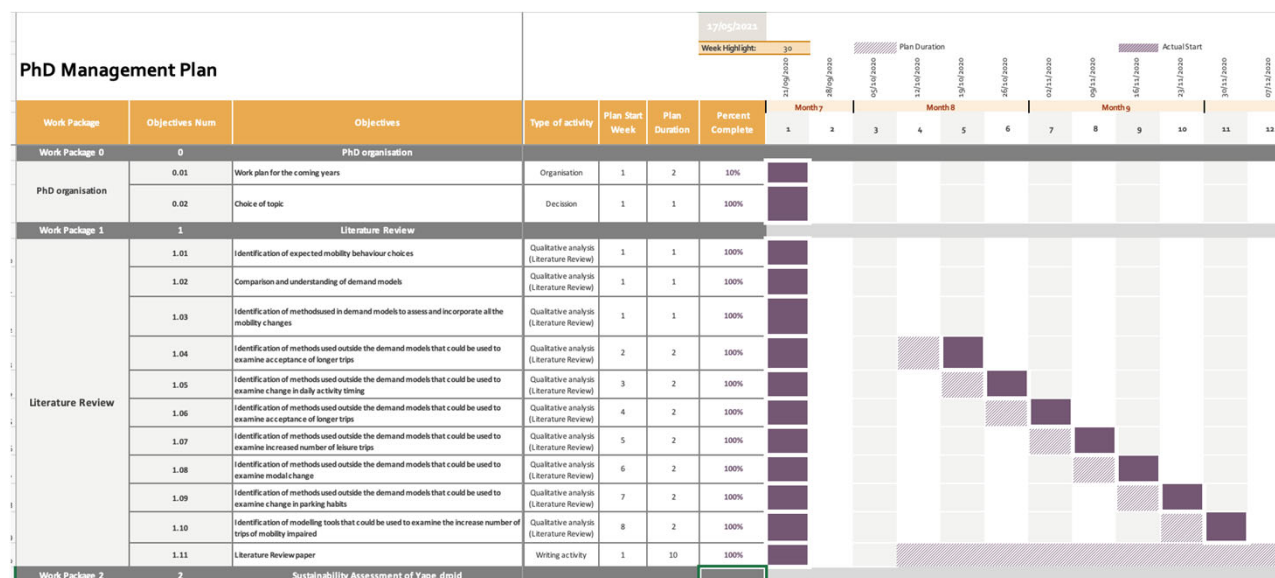 17/05/2021
Week Highlight: 30
Plan Duration
Actual Start
PhD Management Plan
21/09/2020 28/09/2020 05/10/2020 12/10/2020 19/10/2020 26/10/2020 02/11/2020 09/11/2020 16/11/2020 23/11/2020 30/11/2020 07/12/2020
Month 7 Month 8 Month 9
Work Package Objectives Num Objectives Type of activity Plan Start Week Plan Duration Percent Complete 1 2 3 4 5 6 7 8 9 10 11 12
Work Package 0 0 PhD organisation
PhD organisation
0.01 Work plan for the coming years Organisation 1 2 10%
0.02 Choice of topic Decission 1 1 100%
Work Package 1 1 Literature Review
Literature Review
1.01 Identification of expected mobility behaviour choices Qualitative analysis (Literature Review) 1 1 100%
1.02 Comparison and understanding of demand models Qualitative analysis (Literature Review) 1 1 100%
1.03 Identification of methodsused in demand models to assess and incorporate all the mobility changes Qualitative analysis (Literature Review) 1 1 100%
1.04 Identification of methods used outside the demand models that could be used to examine acceptance of longer trips Qualitative analysis (Literature Review) 2 2 100%
1.05 Identification of methods used outside the demand models that could be used to examine change in daily activity timing Qualitative analysis (Literature Review) 3 2 100%
1.06 Identification of methods used outside the demand models that could be used to examine acceptance of longer trips Qualitative analysis (Literature Review) 4 2 100%
1.07 Identification of methods used outside the demand models that could be used to examine increased number of leisure trips Qualitative analysis (Literature Review) 5 2 100%
1.08 Identification of methods used outside the demand models that could be used to examine modal change Qualitative analysis (Literature Review) 6 2 100%
1.09 Identification of methods used outside the demand models that could be used to examine change in parking habits Qualitative analysis (Literature Review) 7 2 100%
1.10 Identification of modelling tools that could be used to examine the increase number of trips of mobility impaired Qualitative analysis (Literature Review) 8 2 100%
1.11 Literature Review paper Writing activity 1 10 100%
Work Package 2 2 Sustainability Assessment of Yape droid